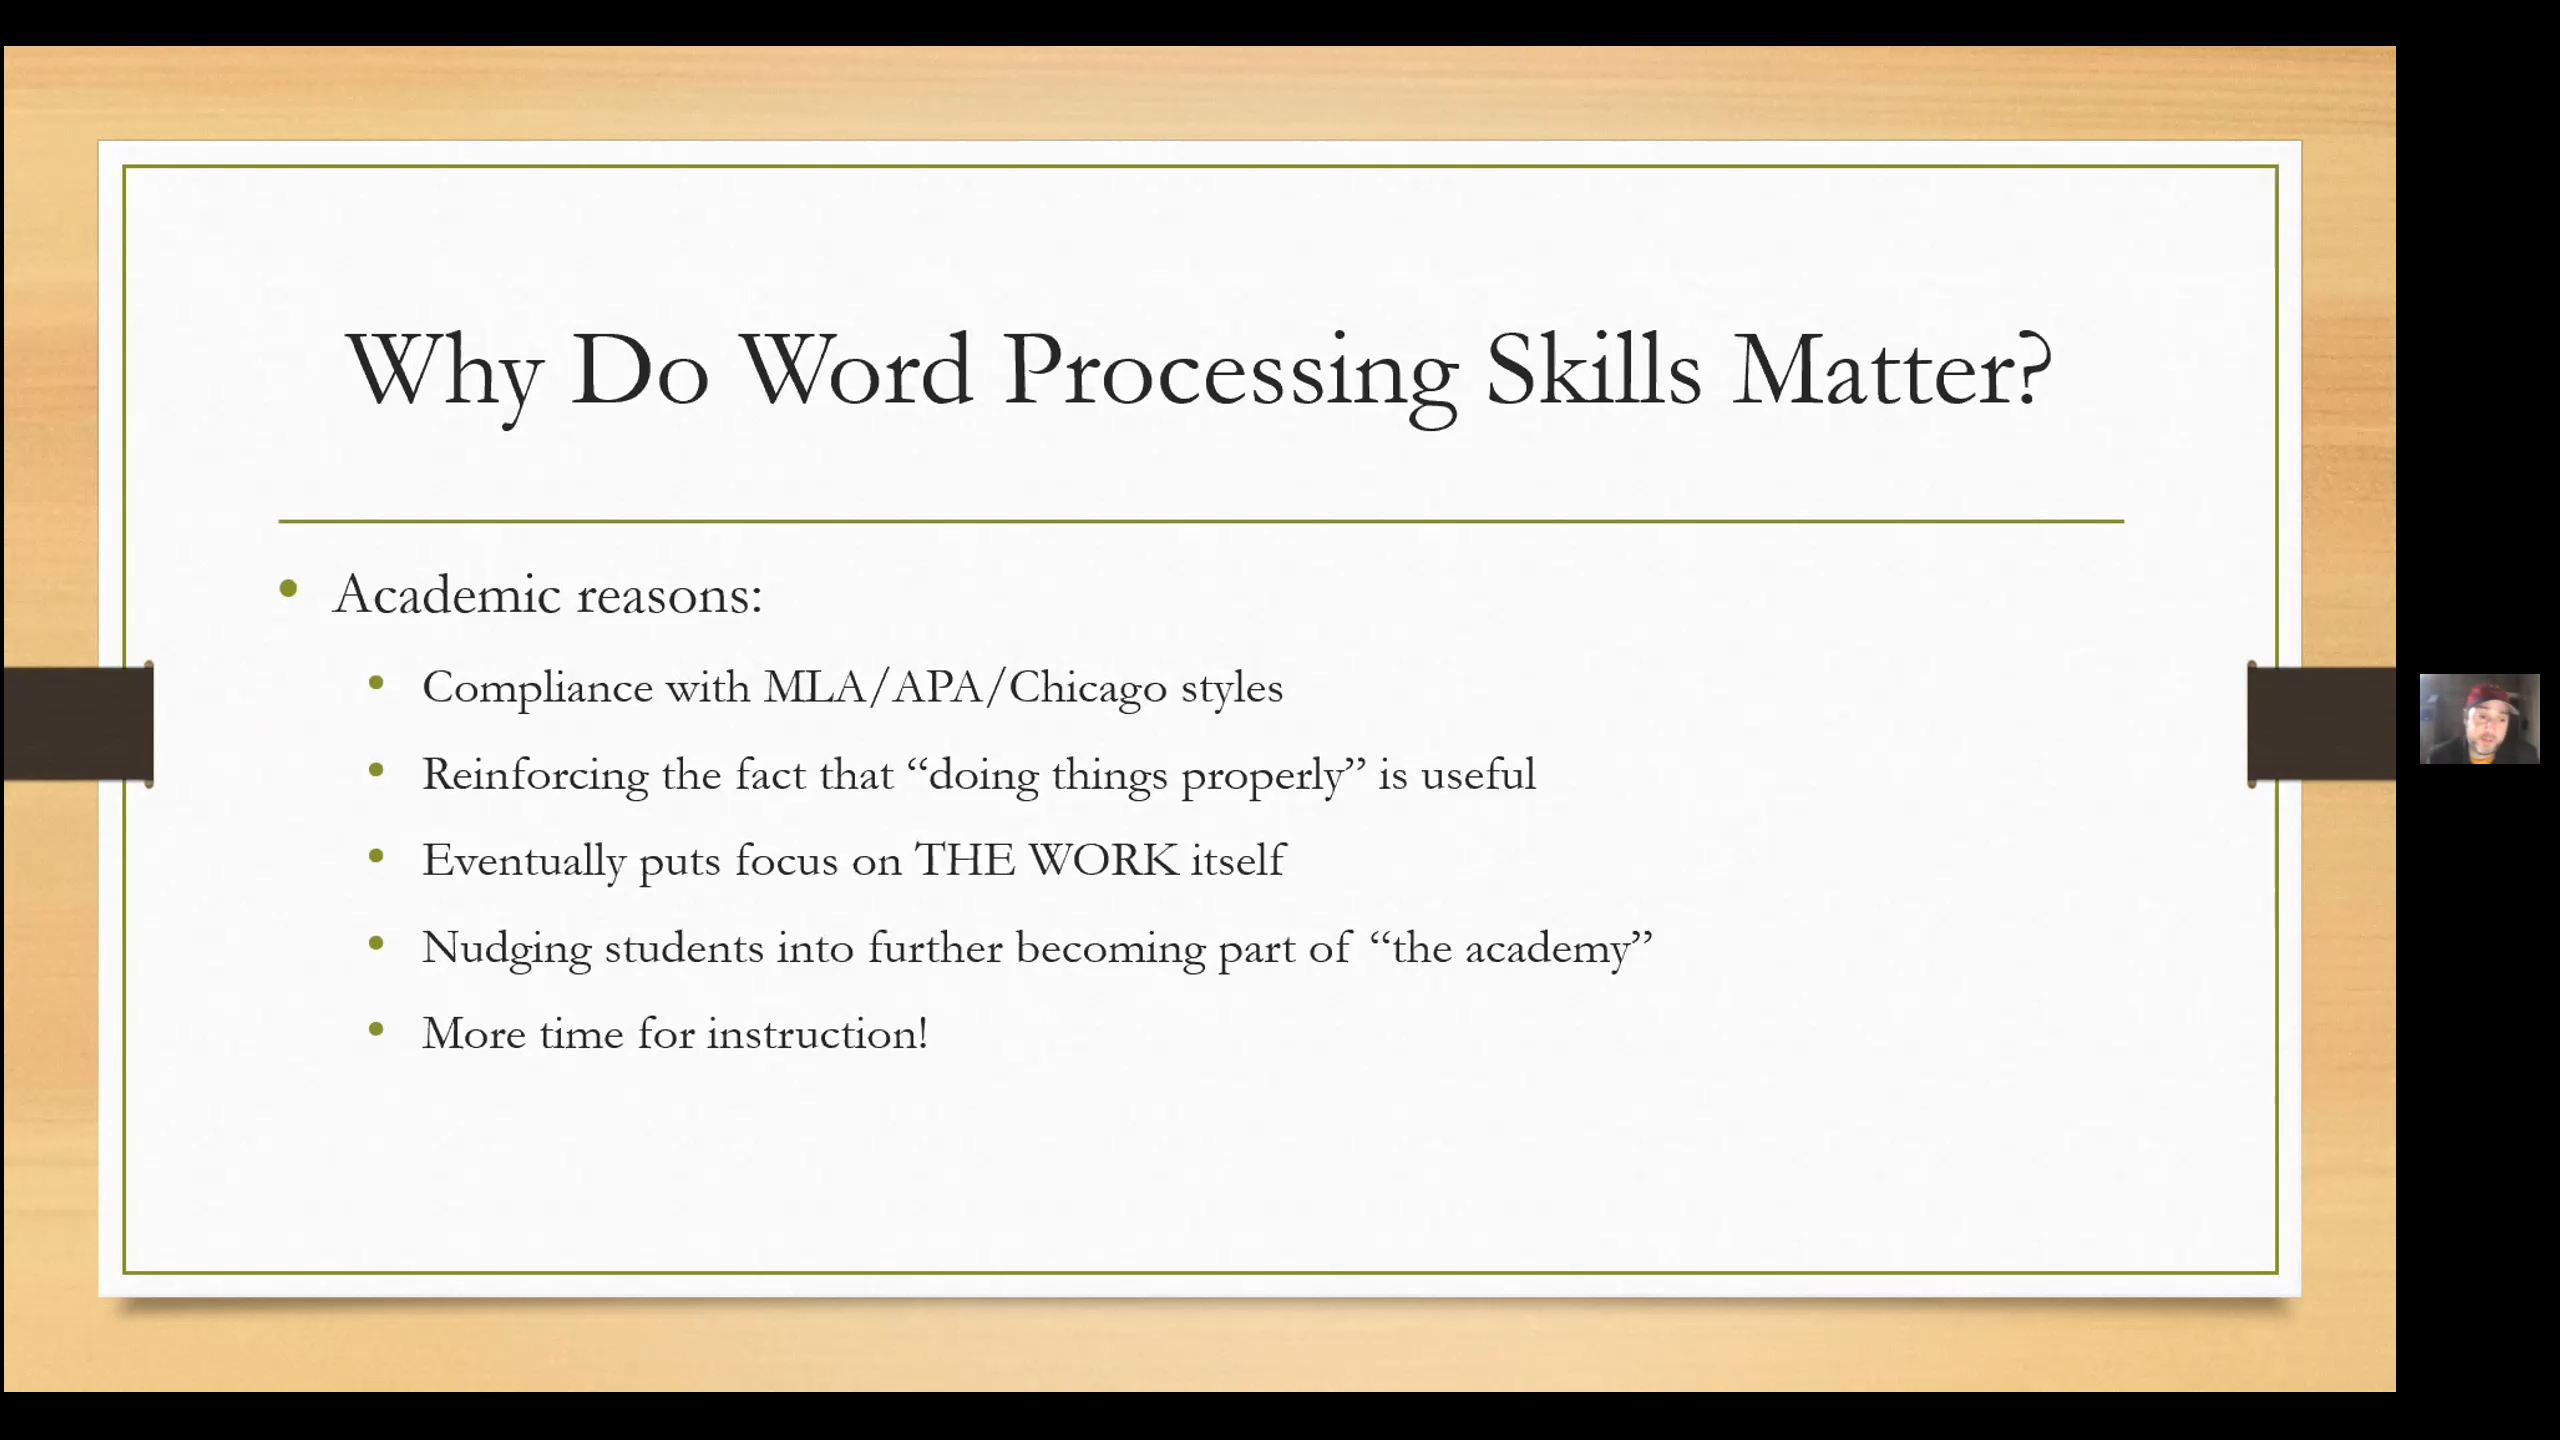 Why Do Word Processing Skills Matter?
• Academic reasons:
• Compliance with MLA/APA/Chicago styles
• Reinforcing the fact that “doing things properly” is useful
• Eventually puts focus on THE WORK itself
• Nudging students into further becoming part of “the academy”
• More time for instruction!